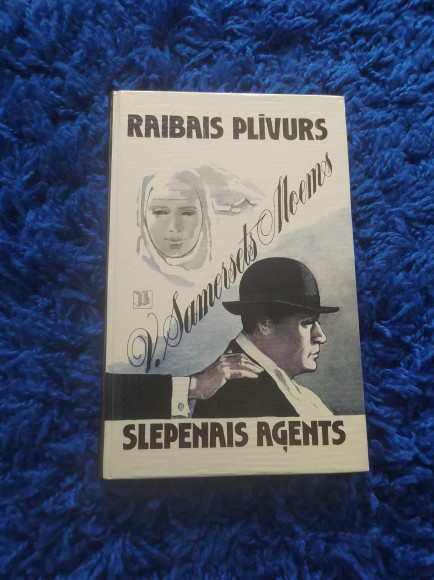 RAIBAIS PLĪVURS
V. Samersets Moems
SLEPENAIS AĢENTS